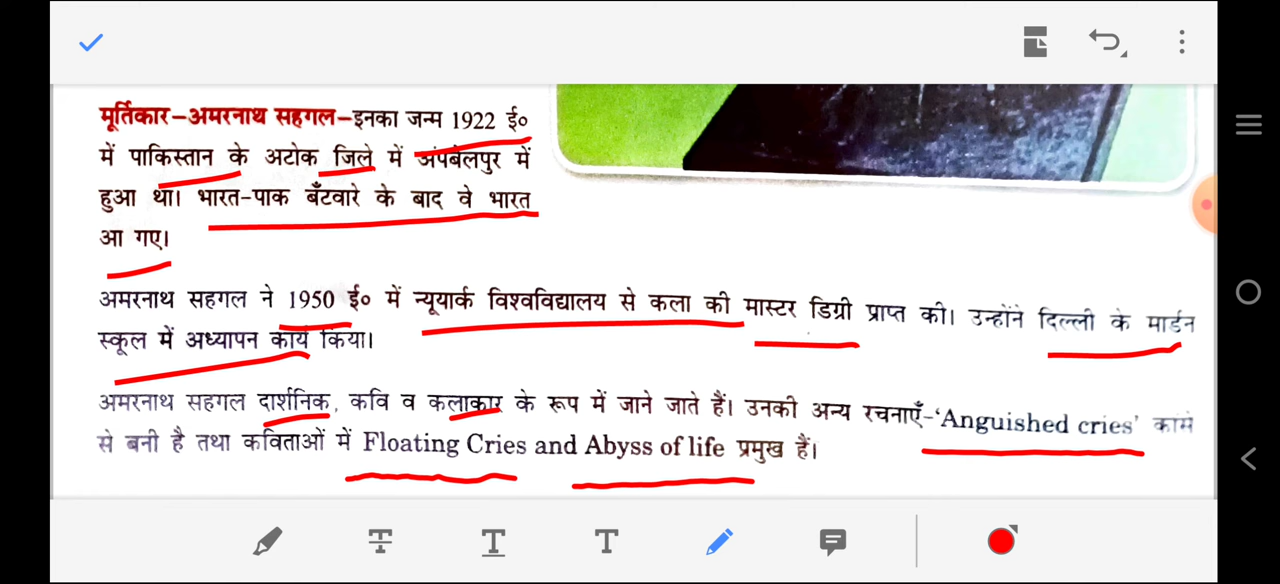 मूर्तिकार–अमरनाथ सहगल–इनका जन्म 1922 ई०
में पाकिस्तान के अटोक जिले में अंपबेलपुर में
हुआ था। भारत-पाक बँटवारे के बाद वे भारत
आ गए।
अमरनाथ सहगल ने 1950 ई० में न्यूयार्क विश्वविद्यालय से कला की मास्टर डिग्री प्राप्त की। उन्होंने दिल्ली के मार्डन
स्कूल में अध्यापन कार्य किया।
अमरनाथ सहगल दार्शनिक, कवि व कलाकार के रूप में जाने जाते हैं। उनकी अन्य रचनाएँ–‘Anguished cries’ कांसे
से बनी है तथा कविताओं में Floating Cries and Abyss of life प्रमुख हैं।